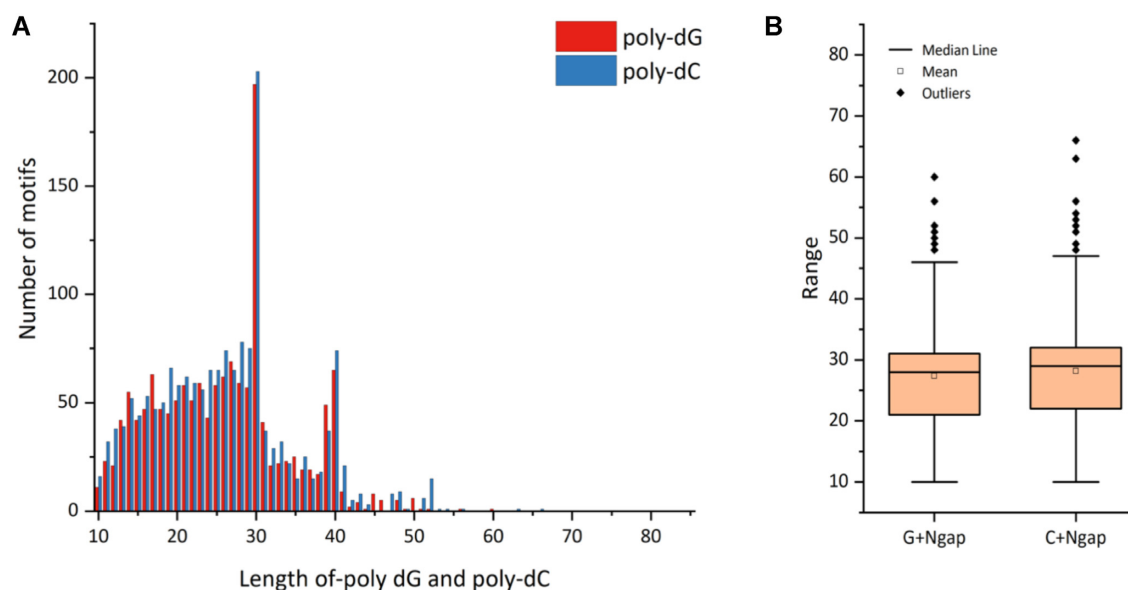 A
poly-dG
poly-dC
200
150
100
50
0
Number of motifs
10 20 30 40 50 60 70 80
Length of-poly dG and poly-dC
B
Median Line
Mean
Outliers
80
70
60
50
40
30
20
10
Range
G+Ngap C+Ngap